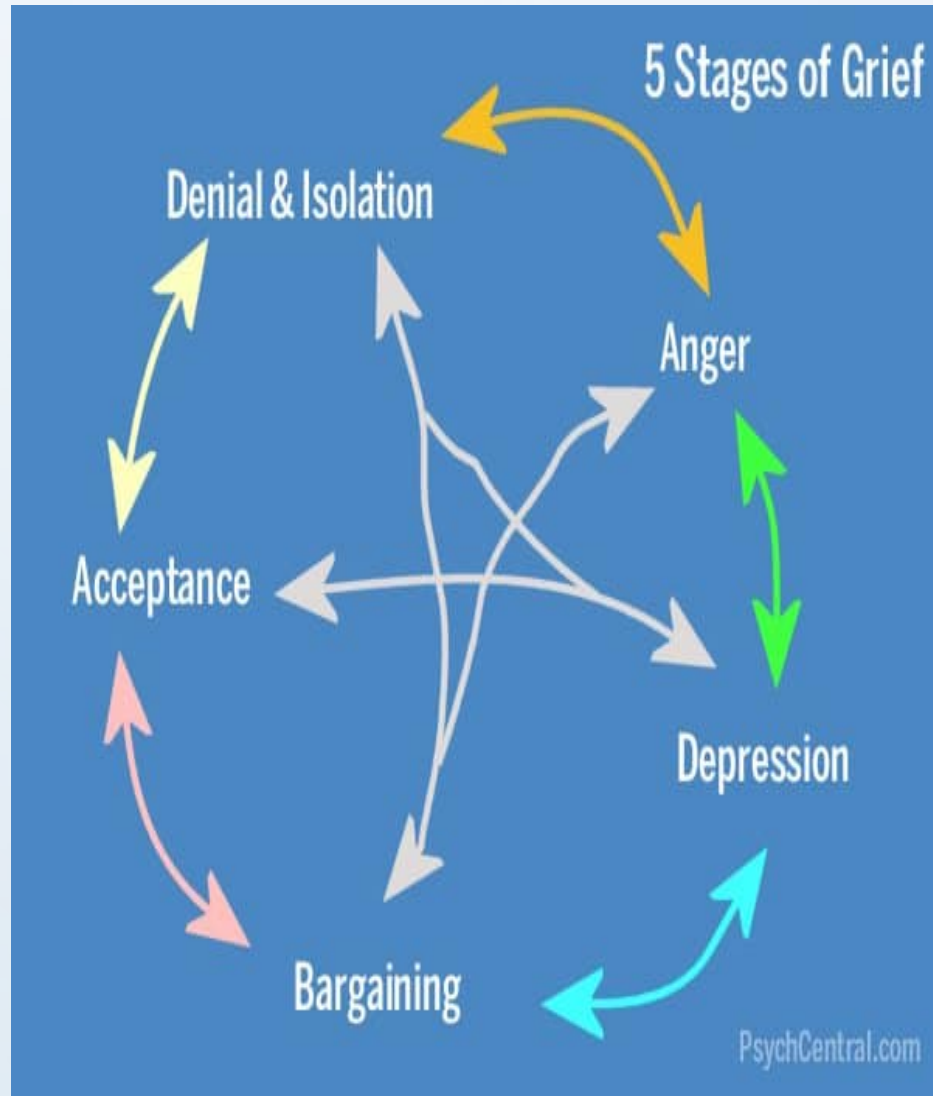 5 Stages of Grief
Denial & Isolation
Anger
Acceptance
Depression
Bargaining
PsychCentral.com